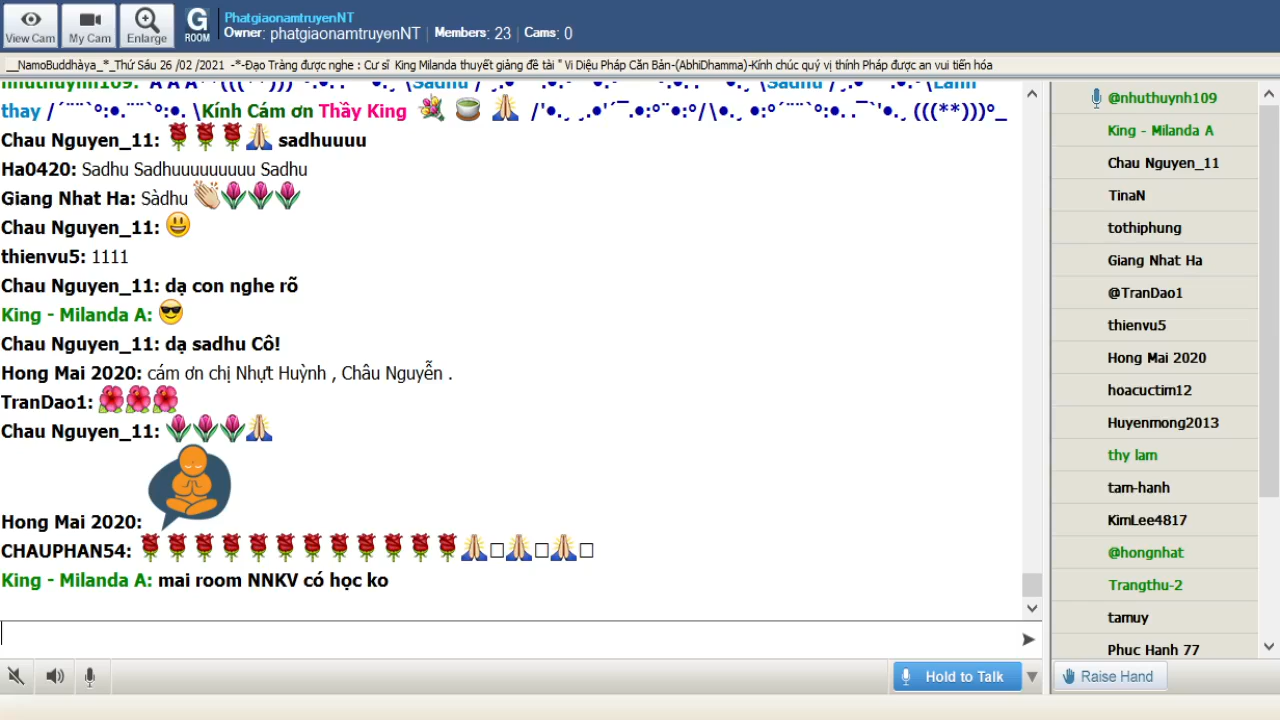 View Cam
My Cam
Enlarge
G
ROOM
PhatgiaonamtruyenNT
Owner: phatgiaonamtruyenNT | Members: 23 | Cams: 0
__NamoBuddhàya_*_Thứ Sáu 26 /02 /2021 -*-Đạo Tràng được nghe : Cư sĩ King Milanda thuyết giảng đề tài " Vi Diệu Pháp Căn Bản-(AbhiDhamma)-Kính chúc quý vị thính Pháp được an vui tiến hóa
thay /´¨¨`°:•. ¨¨`°:•. \Kính Cám ơn Thầy King
Chau Nguyen_11: sadhuuuu
Ha0420: Sadhu Sadhuuuuuuuuu Sadhu
Giang Nhat Ha: Sàdhu
Chau Nguyen_11:
thienvu5: 1111
Chau Nguyen_11: dạ con nghe rõ
King - Milanda A:
Chau Nguyen_11: dạ sadhu Cô!
Hong Mai 2020: cám ơn chị Nhựt Huỳnh , Châu Nguyễn .
TranDao1:
Chau Nguyen_11:
Hong Mai 2020:
CHAUPHAN54:
King - Milanda A: mai room NNKV có học ko
@nhuthuynh109
King - Milanda A
Chau Nguyen_11
TinaN
tothiphung
Giang Nhat Ha
@TranDao1
thienvu5
Hong Mai 2020
hoacuctim12
Huyenmong2013
thy lam
tam-hanh
KimLee4817
@hongnhat
Trangthu-2
tamuy
Phuc Hanh 77
Hold to Talk
Raise Hand